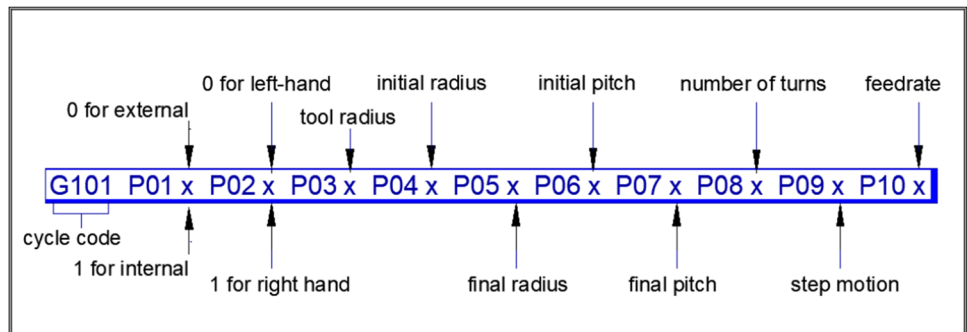 0 for left-hand
initial radius
initial pitch
number of turns
feedrate
0 for external
tool radius
G101 P01 x P02 x P03 x P04 x P05 x P06 x P07 x P08 x P09 x P10 x
cycle code
1 for internal
1 for right hand
final radius
final pitch
step motion